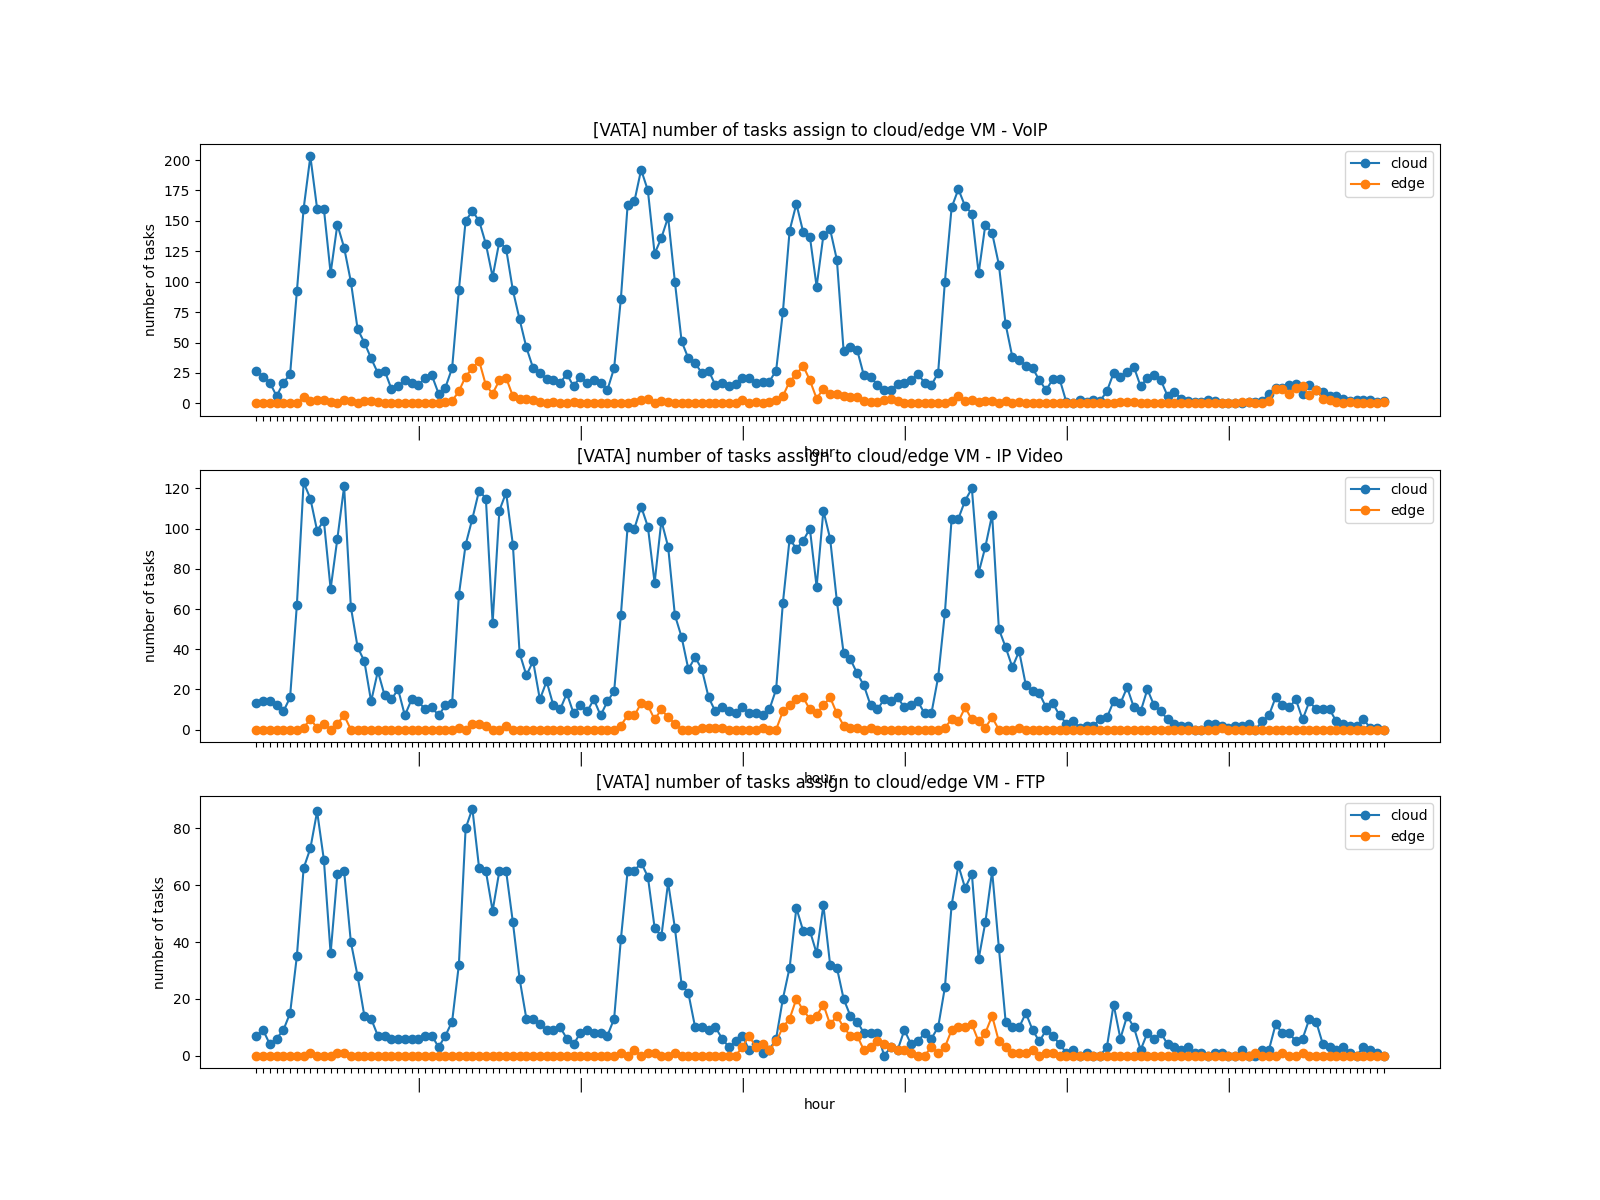 [VATA] number of tasks assign to cloud/edge VM - VoIP
200
175
150
125
100
75
50
25
0
number of tasks
cloud
edge
hour
[VATA] number of tasks assign to cloud/edge VM - IP Video
120
100
80
60
40
20
0
number of tasks
cloud
edge
hour
[VATA] number of tasks assign to cloud/edge VM - FTP
80
60
40
20
0
number of tasks
cloud
edge
hour